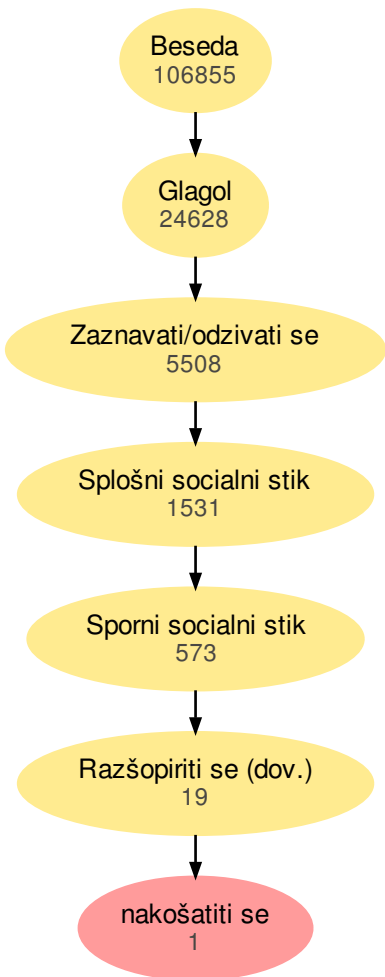 Beseda
106855
Glagol
24628
Zaznavati/odzivati se
5508
Splošni socialni stik
1531
Sporni socialni stik
573
Razšopiriti se (dov.)
19
nakošatiti se
1